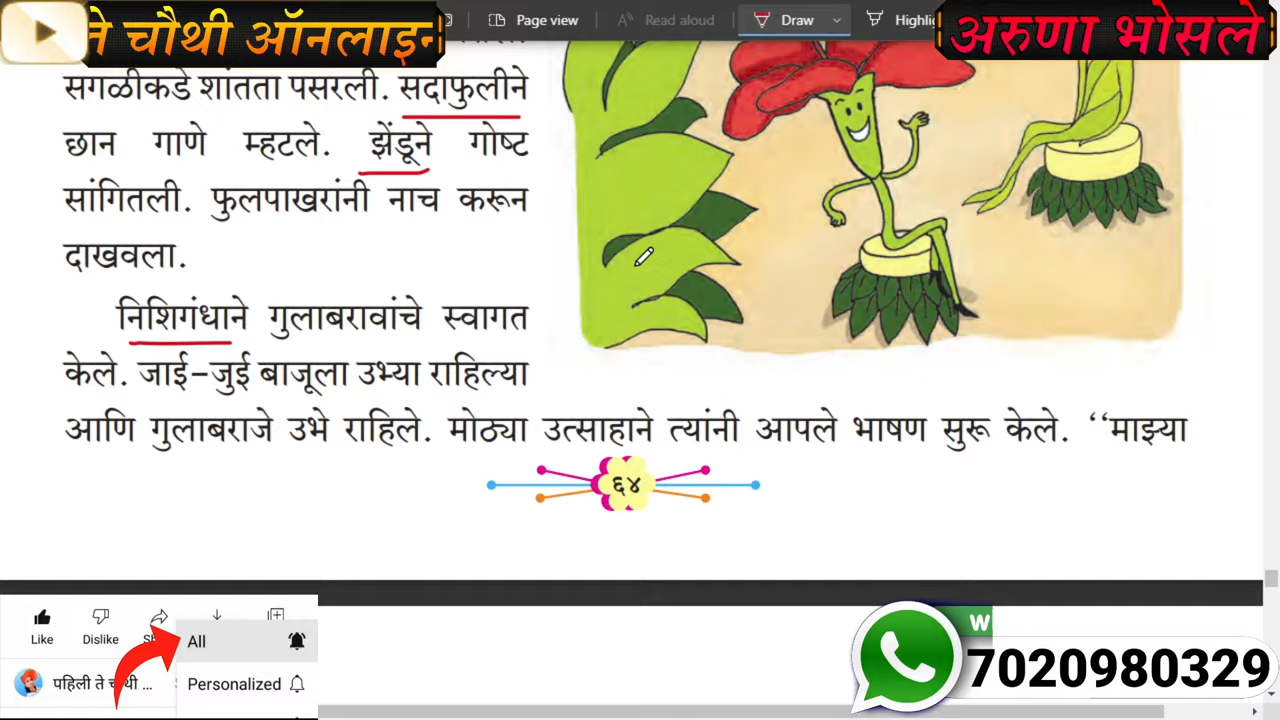 ते चौथी ऑनलाइन
Page view
Read aloud
Draw
अरुणा भोसले
सगळीकडे शांतता पसरली. सदाफुलीने
छान गाणे म्हटले. झेंडूने गोष्ट
सांगितली. फुलपाखरांनी नाच करून
दाखवला.
निशिगंधाने गुलाबरावांचे स्वागत
केले. जाई-जुई बाजूला उभ्या राहिल्या
आणि गुलाबराजे उभे राहिले. मोठ्या उत्साहाने त्यांनी आपले भाषण सुरू केले. ‘‘माझ्या
६४
Like
Dislike
All
Personalized
पहिली ते चौथी ...
W
7020980329